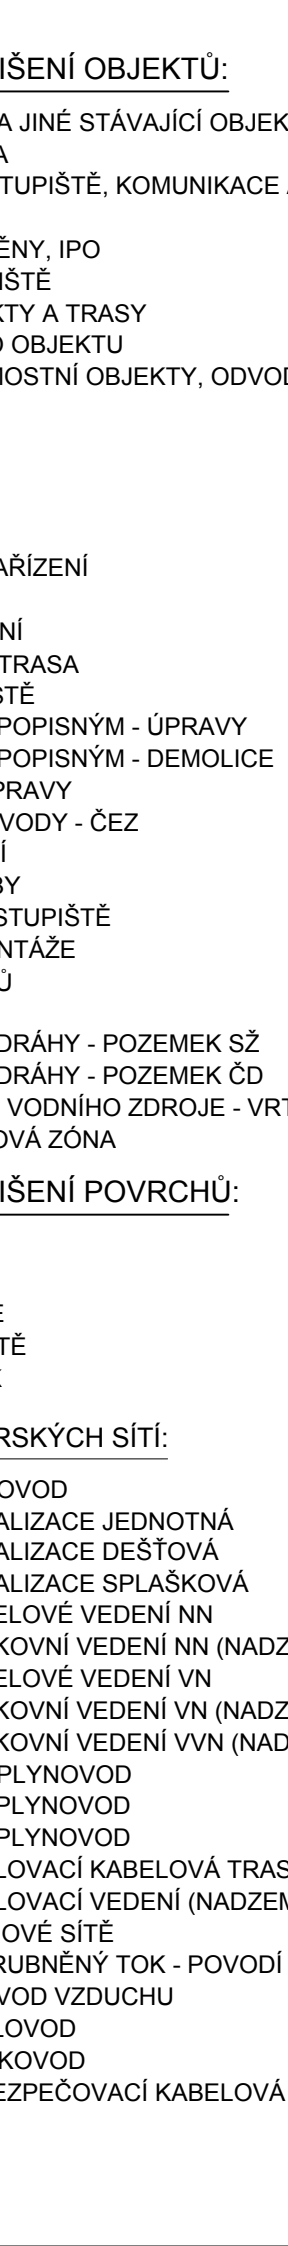 IŠENÍ OBJEKTŮ:
A JINÉ STÁVAJÍCÍ OBJEK
A
TUPIŠTĚ, KOMUNIKACE
ĚNY, IPO
IŠTĚ
KTY A TRASY
O OBJEKTU
MOSTNÍ OBJEKTY, ODVOD
AŘÍZENÍ
NÍ
TRASA
STĚ
POPISNÝM - ÚPRAVY
POPISNÝM - DEMOLICE
PRAVY
VODY - ČEZ
Í
BY
STUPIŠTĚ
NTÁŽE
Ů
DRÁHY - POZEMEK SŽ
DRÁHY - POZEMEK ČD
VODNÍHO ZDROJE - VRT
OVÁ ZÓNA
IŠENÍ POVRCHŮ:
E
TĚ
K
RSKÝCH SÍTÍ:
OVOD
ALIZACE JEDNOTNÁ
ALIZACE DEŠŤOVÁ
ALIZACE SPLAŠKOVÁ
ELOVÉ VEDENÍ NN
KOVNÍ VEDENÍ NN (NADZ
ELOVÉ VEDENÍ VN
KOVNÍ VEDENÍ VN (NADZ
KOVNÍ VEDENÍ VVN (NAD
PLYNOVOD
PLYNOVOD
PLYNOVOD
LOVACÍ KABELOVÁ TRAS
LOVACÍ VEDENÍ (NADZEM
OVÉ SÍTĚ
RUBNĚNÝ TOK - POVODÍ
VOD VZDUCHU
LOVOD
KOVOD
EZPEČOVACÍ KABELOVÁ